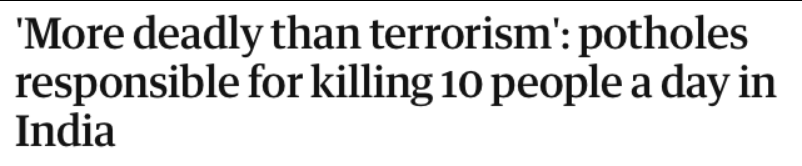 'More deadly than terrorism': potholes
responsible for killing 10 people a day in
India